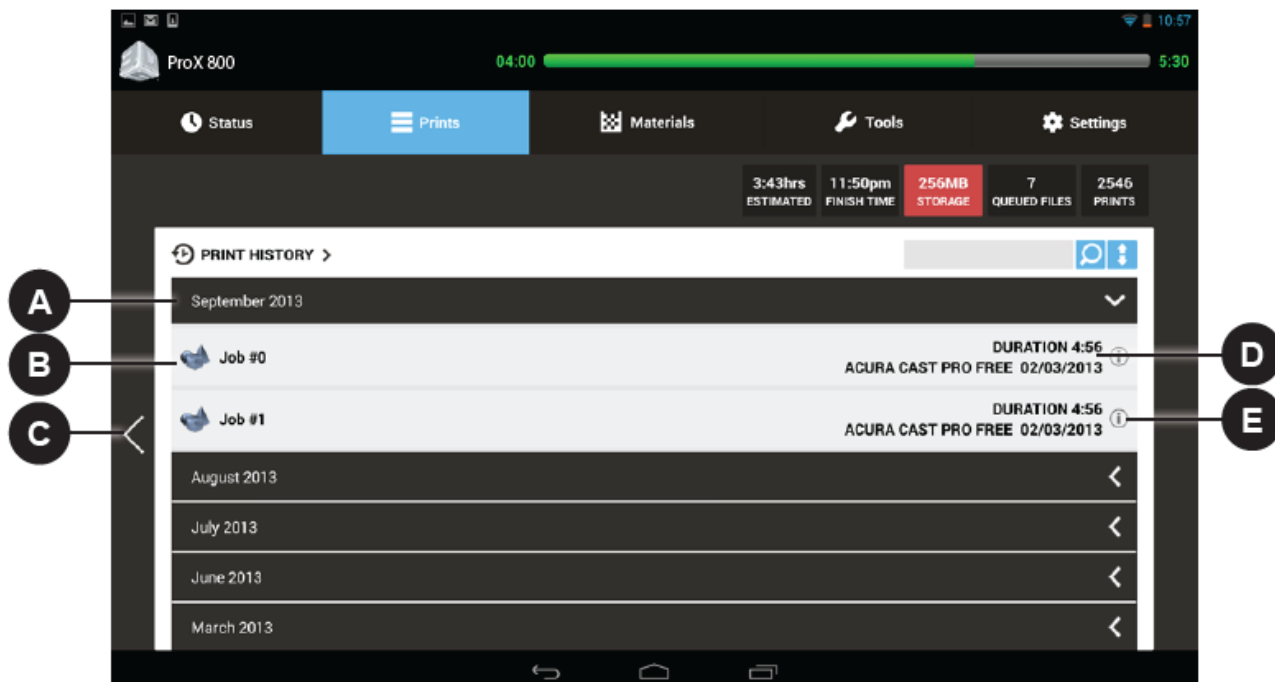 10:57
ProX 800
04:00
5:30
Status
Prints
Materials
Tools
Settings
3:43hrs
ESTIMATED
11:50pm
FINISH TIME
256MB
STORAGE
7
QUEUED FILES
2546
PRINTS
PRINT HISTORY >
A
September 2013
B
Job #0
DURATION 4:56
ACURA CAST PRO FREE 02/03/2013
D
C
Job #1
DURATION 4:56
ACURA CAST PRO FREE 02/03/2013
E
August 2013
July 2013
June 2013
March 2013